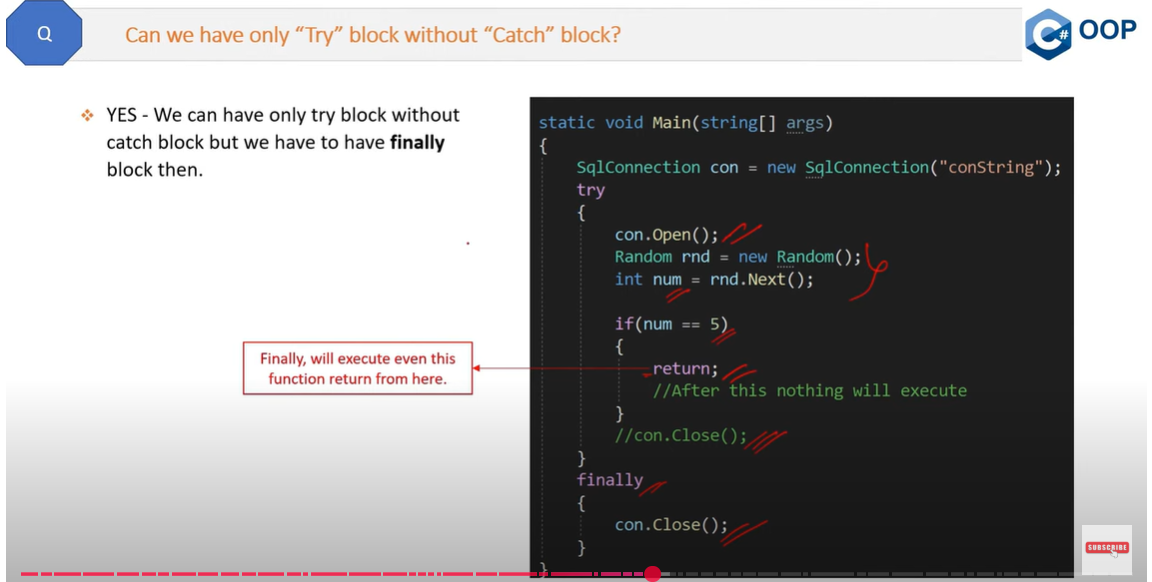 Q
Can we have only “Try” block without “Catch” block?
C# OOP
❖ YES - We can have only try block without
catch block but we have to have finally
block then.
static void Main(string[] args)
{
SqlConnection con = new SqlConnection("conString");
try
{
con.Open();
Random rnd = new Random();
int num = rnd.Next();
if(num == 5)
{
Finally, will execute even this
function return from here.
return;
//After this nothing will execute
}
//con.Close();
}
finally
{
con.Close();
}
}
SUBSCRIBE